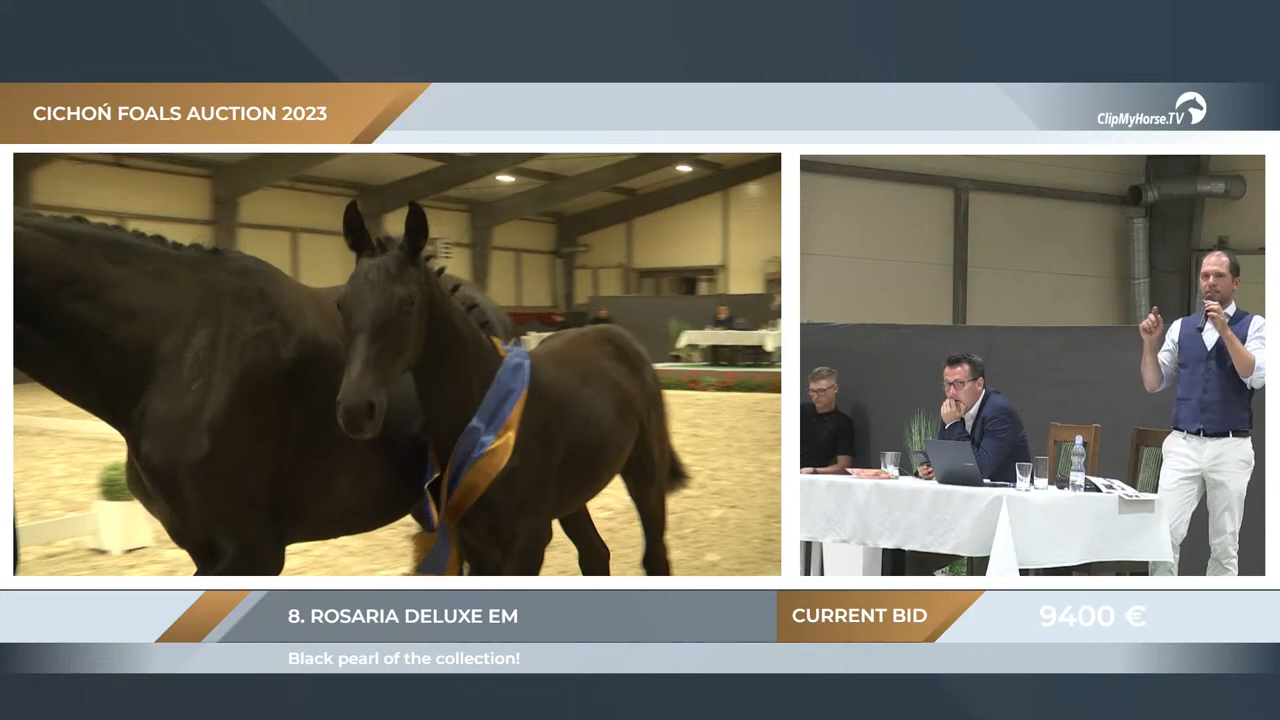 CICHOŃ FOALS AUCTION 2023
ClipMyHorse.TV
8. ROSARIA DELUXE EM
CURRENT BID
9400 €
Black pearl of the collection!